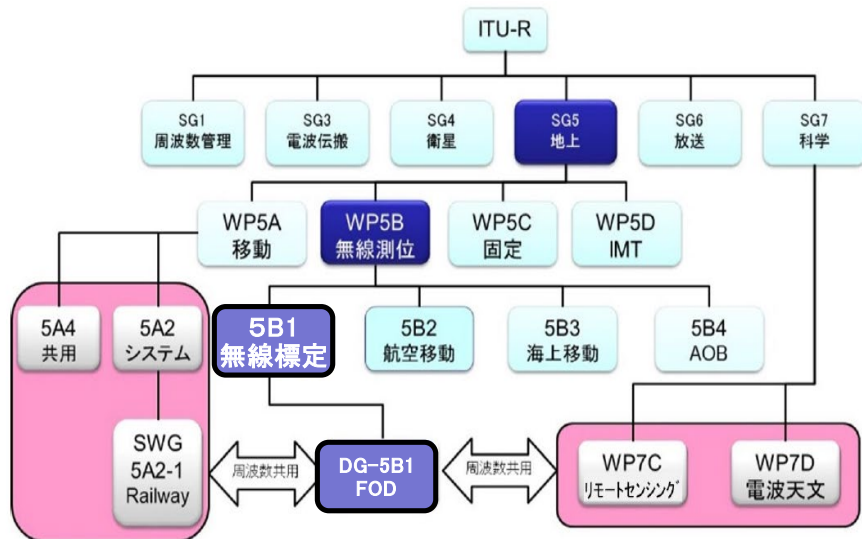 ITU-R
SG1
周波数管理
SG3
電波伝搬
SG4
衛星
SG5
地上
SG6
放送
SG7
科学
WP5A
移動
WP5B
無線測位
WP5C
固定
WP5D
IMT
5A4
共用
5A2
システム
5B1
無線標定
5B2
航空移動
5B3
海上移動
5B4
AOB
SWG
5A2-1
Railway
周波数共用
DG-5B1
FOD
周波数共用
WP7C
リモートセンシング
WP7D
電波天文